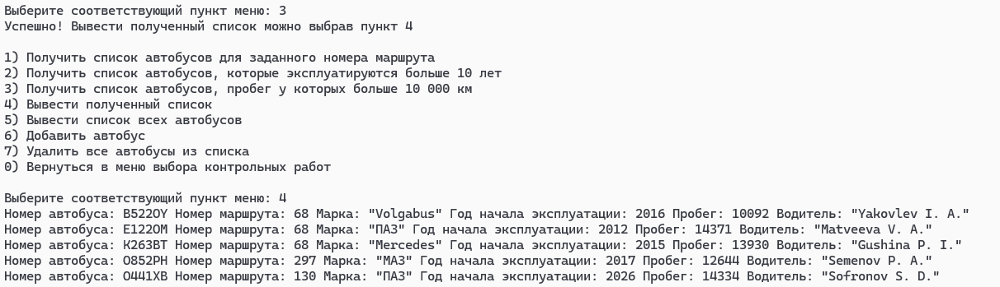 Выберите соответствующий пункт меню: 3
Успешно! Вывести полученный список можно выбрав пункт 4
1) Получить список автобусов для заданного номера маршрута
2) Получить список автобусов, которые эксплуатируются больше 10 лет
3) Получить список автобусов, пробег у которых больше 10 000 км
4) Вывести полученный список
5) Вывести список всех автобусов
6) Добавить автобус
7) Удалить все автобусы из списка
0) Вернуться в меню выбора контрольных работ
Выберите соответствующий пункт меню: 4
Номер автобуса: B522OY Номер маршрута: 68 Марка: "Volgabus" Год начала эксплуатации: 2016 Пробег: 10092 Водитель: "Yakovlev I. A."
Номер автобуса: E122OM Номер маршрута: 68 Марка: "ПАЗ" Год начала эксплуатации: 2012 Пробег: 14371 Водитель: "Matveeva V. A."
Номер автобуса: K263BT Номер маршрута: 68 Марка: "Mercedes" Год начала эксплуатации: 2015 Пробег: 13930 Водитель: "Gushina P. I."
Номер автобуса: O852PH Номер маршрута: 297 Марка: "МАЗ" Год начала эксплуатации: 2017 Пробег: 12644 Водитель: "Semenov P. A."
Номер автобуса: O441XB Номер маршрута: 130 Марка: "ПАЗ" Год начала эксплуатации: 2026 Пробег: 14334 Водитель: "Sofronov S. D."